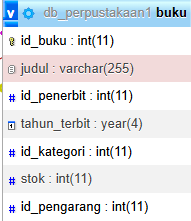 v db_perpustakaan1 buku
id_buku : int(11)
judul : varchar(255)
# id_penerbit : int(11)
tahun_terbit : year(4)
# id_kategori : int(11)
# stok : int(11)
# id_pengarang : int(11)